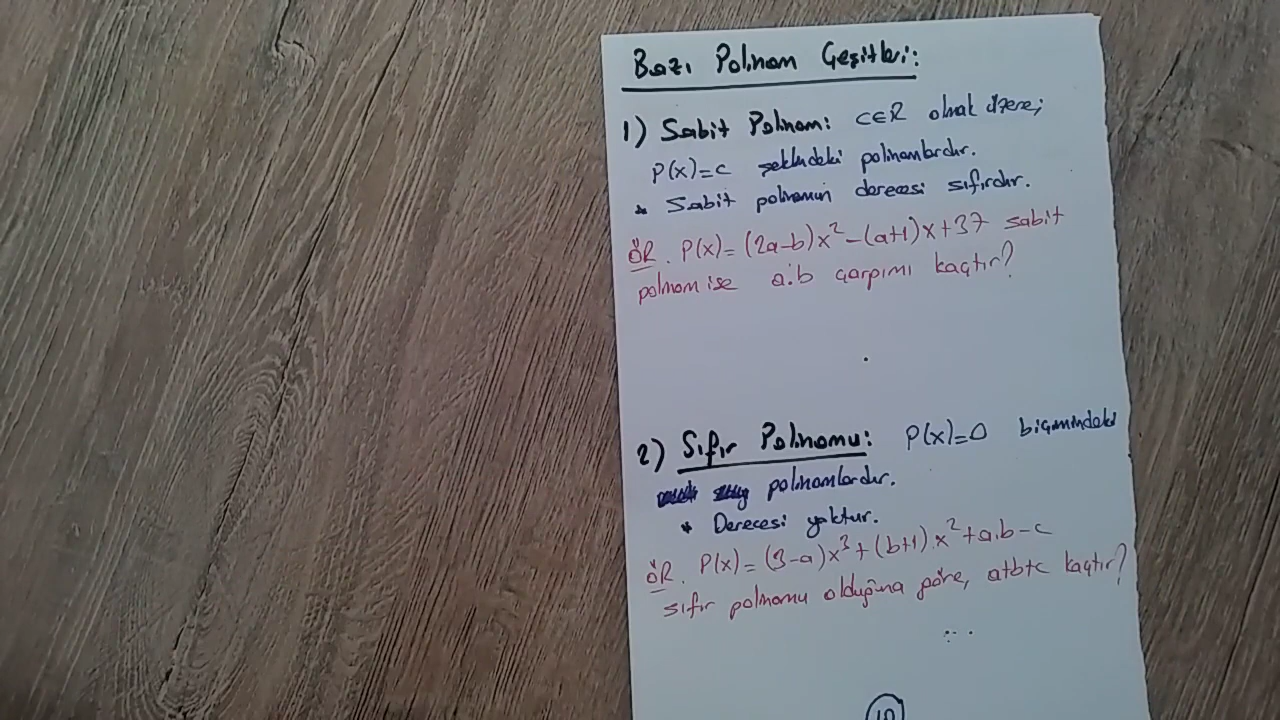 Bazı Polinom Çeşitleri:
1) Sabit Polinom: c∈R olmak üzere;
P(x)=c şeklindeki polinomlardır.
* Sabit polinomun derecesi sıfırdır.
ÖR. P(x)=(2a-b)x²-(a+1)x+37 sabit
polinom ise a.b çarpımı kaçtır?
2) Sıfır Polinomu: P(x)=0 biçimindeki
polinomlardır.
* Derecesi yoktur.
ÖR. P(x)=(3-a)x³+(b+1).x²+a.b-c
sıfır polinomu olduğuna göre, a+b+c kaçtır?
10